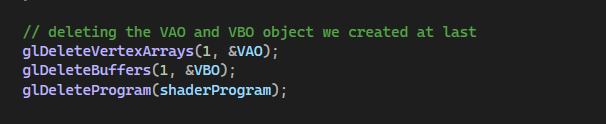 // deleting the VAO and VBO object we created at last
glDeleteVertexArrays(1, &VAO);
glDeleteBuffers(1, &VBO);
glDeleteProgram(shaderProgram);